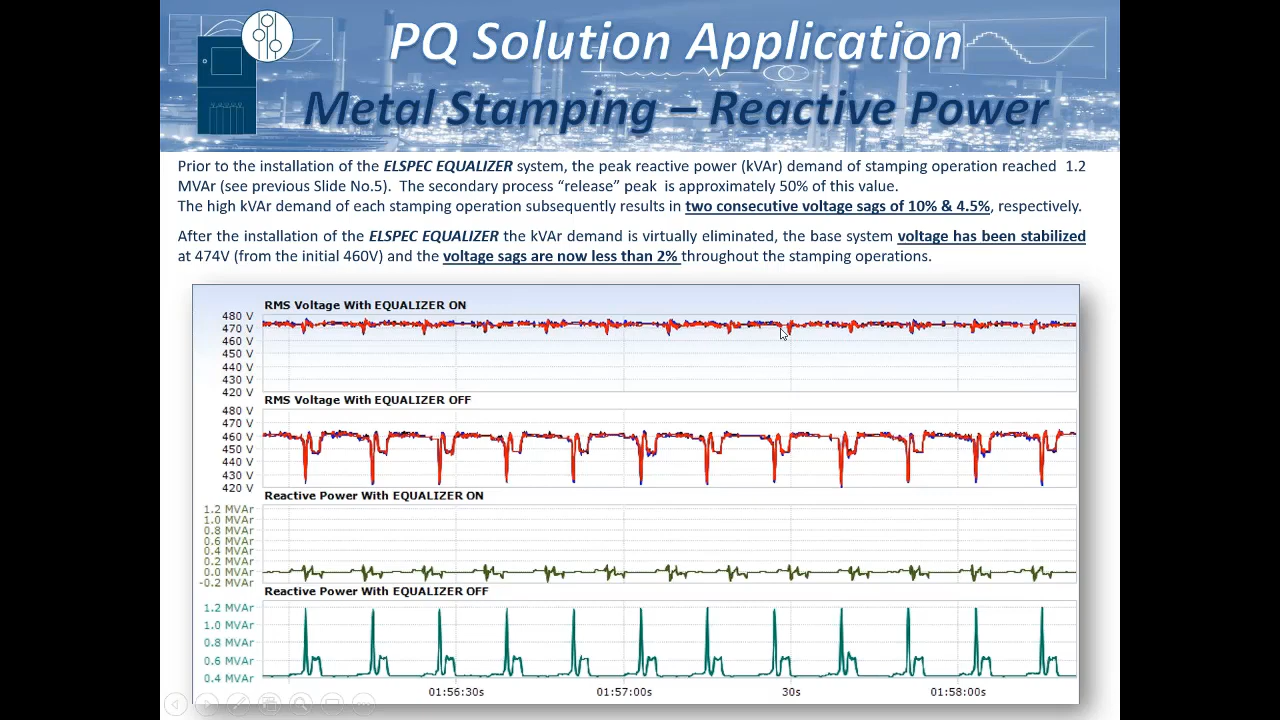 PQ Solution Application
Metal Stamping – Reactive Power
Prior to the installation of the ELSPEC EQUALIZER system, the peak reactive power (kVAr) demand of stamping operation reached 1.2
MVAr (see previous Slide No.5). The secondary process “release” peak is approximately 50% of this value.
The high kVAr demand of each stamping operation subsequently results in two consecutive voltage sags of 10% & 4.5%, respectively.
After the installation of the ELSPEC EQUALIZER the kVAr demand is virtually eliminated, the base system voltage has been stabilized
at 474V (from the initial 460V) and the voltage sags are now less than 2% throughout the stamping operations.
RMS Voltage With EQUALIZER ON
480 V
470 V
460 V
450 V
440 V
430 V
420 V
RMS Voltage With EQUALIZER OFF
480 V
470 V
460 V
450 V
440 V
430 V
420 V
Reactive Power With EQUALIZER ON
1.2 MVAr
1.0 MVAr
0.8 MVAr
0.6 MVAr
0.4 MVAr
0.2 MVAr
0.0 MVAr
-0.2 MVAr
Reactive Power With EQUALIZER OFF
1.2 MVAr
1.0 MVAr
0.8 MVAr
0.6 MVAr
0.4 MVAr
01:56:30s 01:57:00s 30s 01:58:00s